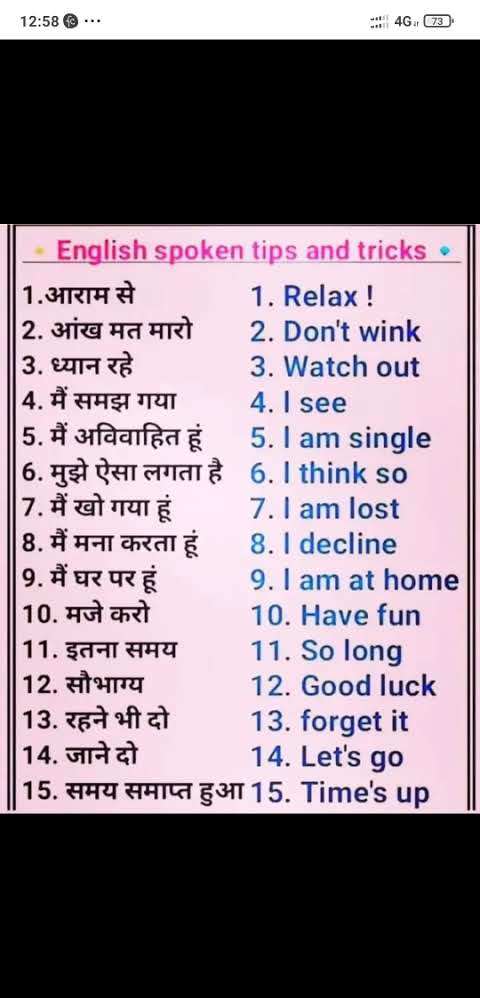 12:58 ...
4G 73
English spoken tips and tricks
1.आराम से 1. Relax !
2. आंख मत मारो 2. Don't wink
3. ध्यान रहे 3. Watch out
4. मैं समझ गया 4. I see
5. मैं अविवाहित हूं 5. I am single
6. मुझे ऐसा लगता है 6. I think so
7. मैं खो गया हूं 7. I am lost
8. मैं मना करता हूं 8. I decline
9. मैं घर पर हूं 9. I am at home
10. मजे करो 10. Have fun
11. इतना समय 11. So long
12. सौभाग्य 12. Good luck
13. रहने भी दो 13. forget it
14. जाने दो 14. Let's go
15. समय समाप्त हुआ 15. Time's up